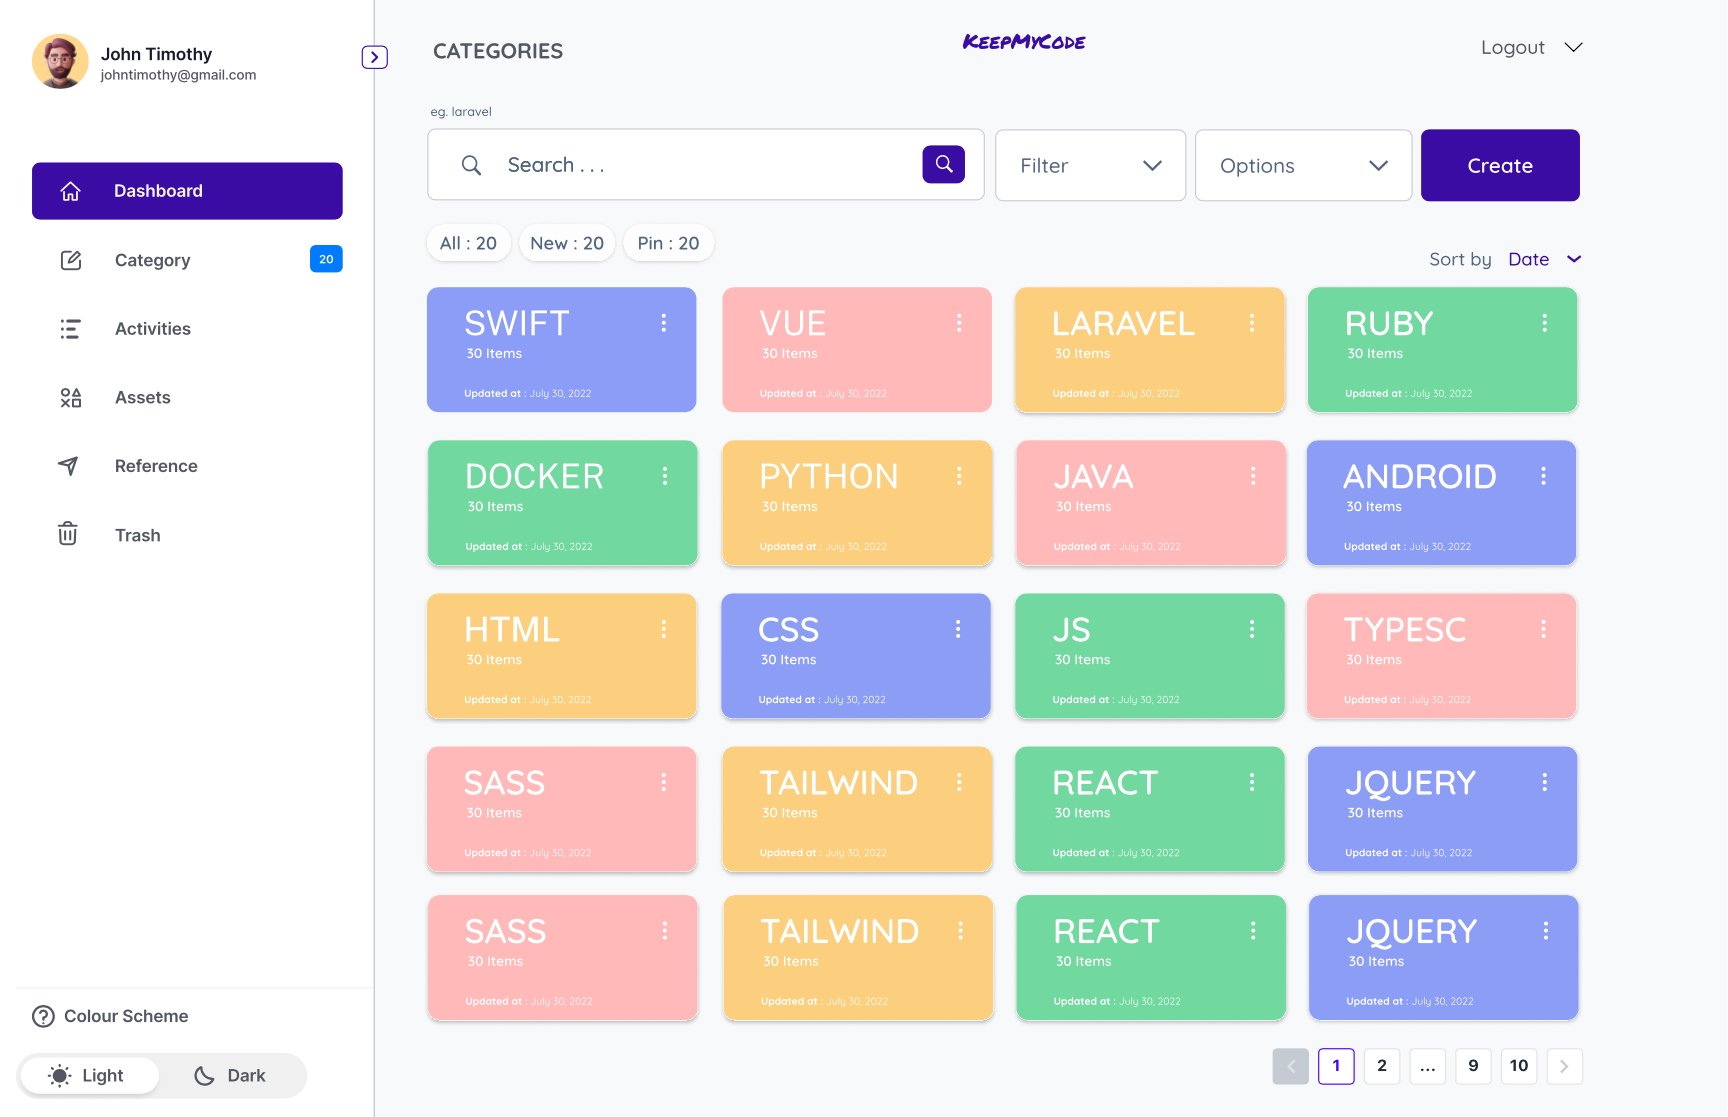 John Timothy
johntimothy@gmail.com
Dashboard
Category 20
Activities
Assets
Reference
Trash
Colour Scheme
Light Dark
CATEGORIES
KeepMyCode
Logout
eg. laravel
Search . . .
Filter
Options
Create
All : 20 New : 20 Pin : 20
Sort by Date
SWIFT
30 Items
Updated at : July 30, 2022
VUE
30 Items
Updated at : July 30, 2022
LARAVEL
30 Items
Updated at : July 30, 2022
RUBY
30 Items
Updated at : July 30, 2022
DOCKER
30 Items
Updated at : July 30, 2022
PYTHON
30 Items
Updated at : July 30, 2022
JAVA
30 Items
Updated at : July 30, 2022
ANDROID
30 Items
Updated at : July 30, 2022
HTML
30 Items
Updated at : July 30, 2022
CSS
30 Items
Updated at : July 30, 2022
JS
30 Items
Updated at : July 30, 2022
TYPESC
30 Items
Updated at : July 30, 2022
SASS
30 Items
Updated at : July 30, 2022
TAILWIND
30 Items
Updated at : July 30, 2022
REACT
30 Items
Updated at : July 30, 2022
JQUERY
30 Items
Updated at : July 30, 2022
SASS
30 Items
Updated at : July 30, 2022
TAILWIND
30 Items
Updated at : July 30, 2022
REACT
30 Items
Updated at : July 30, 2022
JQUERY
30 Items
Updated at : July 30, 2022
1 2 ... 9 10